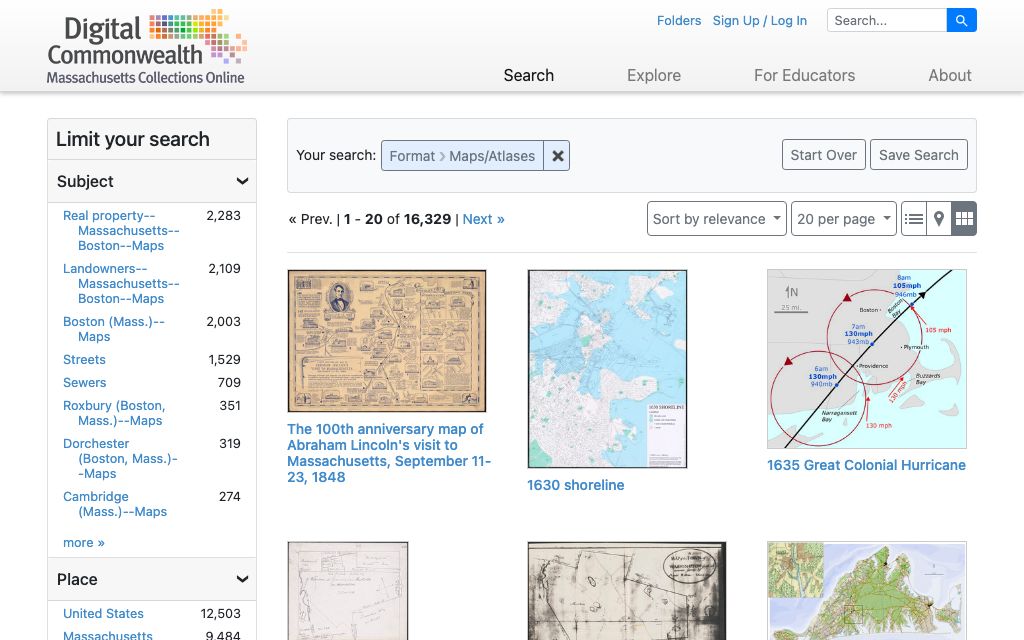 Digital
Commonwealth
Massachusetts Collections Online
Folders
Sign Up / Log In
Search...
Search
Explore
For Educators
About
Limit your search
Subject
Real property--
Massachusetts--
Boston--Maps
2,283
Landowners--
Massachusetts--
Boston--Maps
2,109
Boston (Mass.)--
Maps
2,003
Streets
1,529
Sewers
709
Roxbury (Boston,
Mass.)--Maps
351
Dorchester
(Boston, Mass.)-
-Maps
319
Cambridge
(Mass.)--Maps
274
more »
Place
United States
12,503
Massachusetts
9,484
Your search:
Format > Maps/Atlases
Start Over
Save Search
« Prev. | 1 - 20 of 16,329 | Next »
Sort by relevance
20 per page
The 100th anniversary map of
Abraham Lincoln's visit to
Massachusetts, September 11-
23, 1848
1630 SHORELINE
1630 shoreline
N
25 mi.
8am
105mph
946mb
Boston
Boston
Bay
7am
130mph
943mb
105 mph
Plymouth
Providence
6am
130mph
940mb
Buzzards
Bay
130 mph
Narragansett
Bay
130 mph
1635 Great Colonial Hurricane